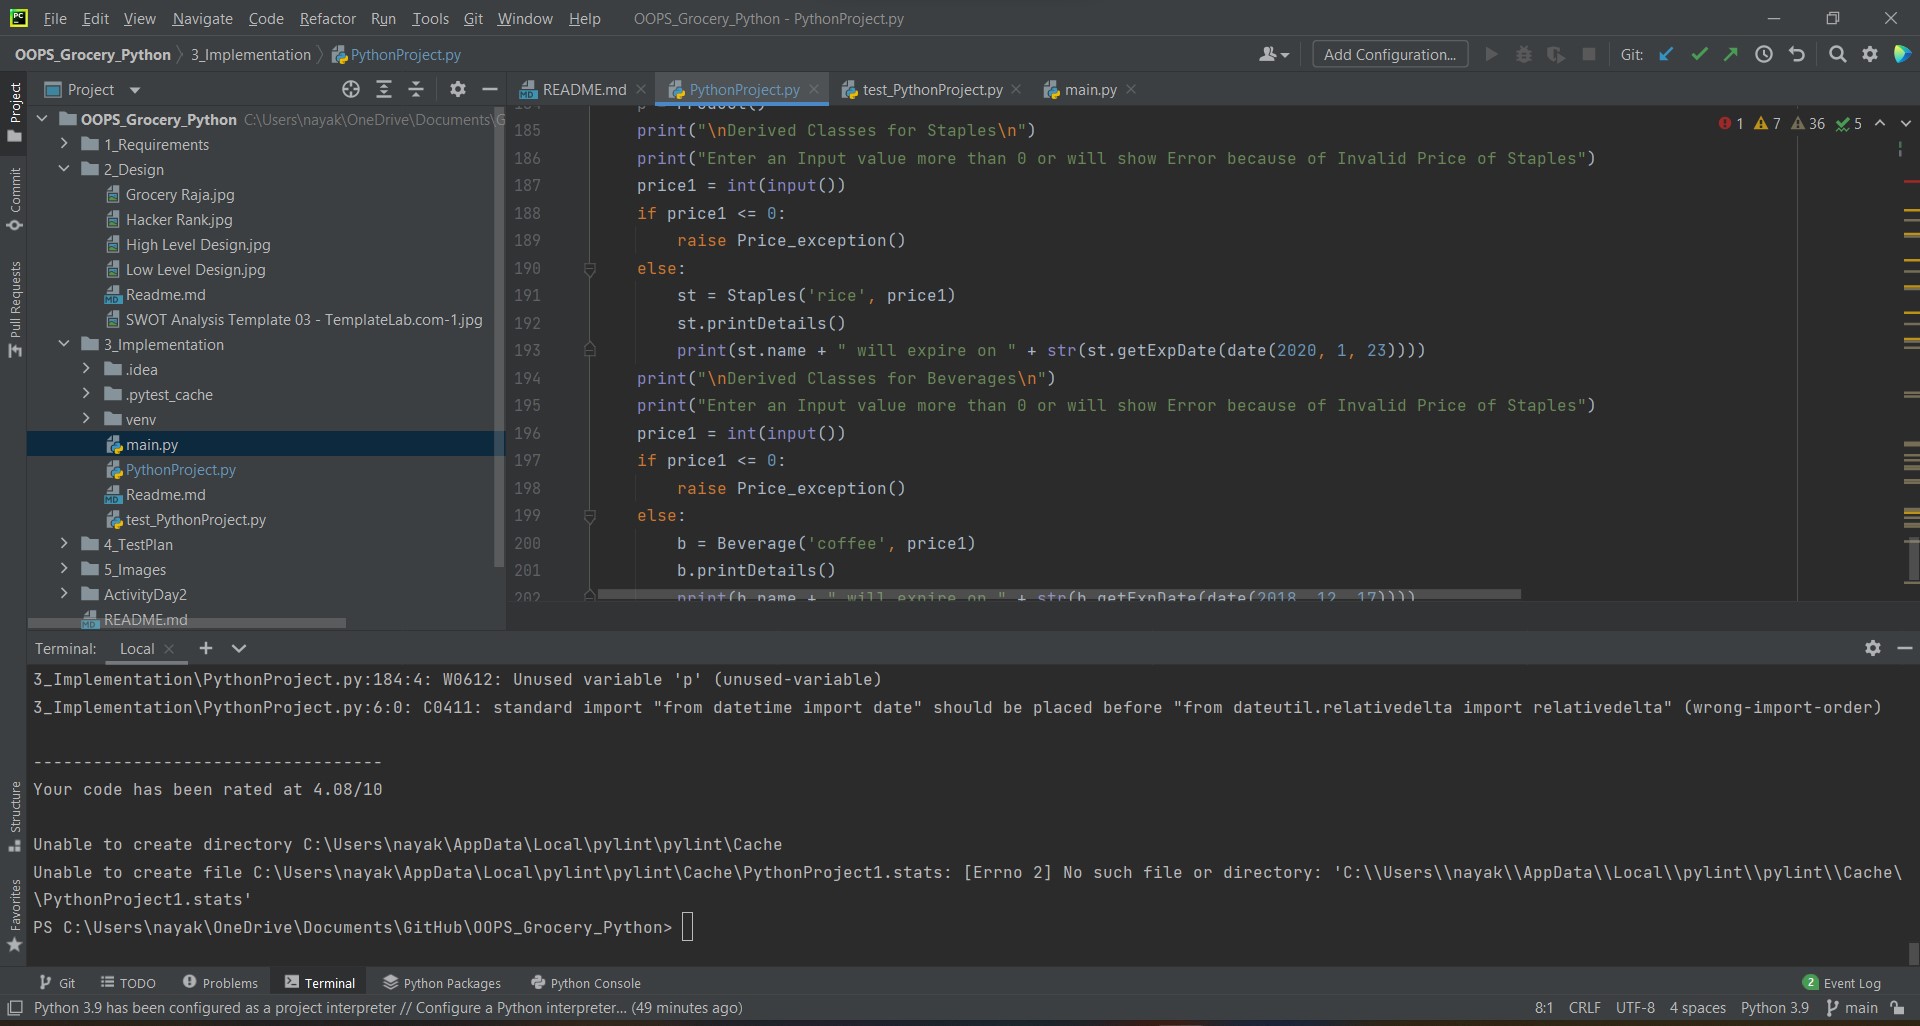 PC File Edit View Navigate Code Refactor Run Tools Git Window Help OOPS_Grocery_Python - PythonProject.py
OOPS_Grocery_Python 3_Implementation PythonProject.py Add Configuration... Git:
Project
Commit
Pull Requests
Structure
Favorites
Project
OOPS_Grocery_Python C:\Users\nayak\OneDrive\Documents\G
1_Requirements
2_Design
Grocery Raja.jpg
Hacker Rank.jpg
High Level Design.jpg
Low Level Design.jpg
Readme.md
SWOT Analysis Template 03 - TemplateLab.com-1.jpg
3_Implementation
.idea
.pytest_cache
venv
main.py
PythonProject.py
Readme.md
test_PythonProject.py
4_TestPlan
5_Images
ActivityDay2
README.md
README.md PythonProject.py test_PythonProject.py main.py
1 7 36 5
184 p = Product()
185 print("\nDerived Classes for Staples\n")
186 print("Enter an Input value more than 0 or will show Error because of Invalid Price of Staples")
187 price1 = int(input())
188 if price1 <= 0:
189 raise Price_exception()
190 else:
191 st = Staples('rice', price1)
192 st.printDetails()
193 print(st.name + " will expire on " + str(st.getExpDate(date(2020, 1, 23))))
194 print("\nDerived Classes for Beverages\n")
195 print("Enter an Input value more than 0 or will show Error because of Invalid Price of Staples")
196 price1 = int(input())
197 if price1 <= 0:
198 raise Price_exception()
199 else:
200 b = Beverage('coffee', price1)
201 b.printDetails()
202 print(b.name + " will expire on " + str(b.getExpDate(date(2018, 12, 17))))
Terminal: Local
3_Implementation\PythonProject.py:184:4: W0612: Unused variable 'p' (unused-variable)
3_Implementation\PythonProject.py:6:0: C0411: standard import "from datetime import date" should be placed before "from dateutil.relativedelta import relativedelta" (wrong-import-order)
-----------------------------------
Your code has been rated at 4.08/10
Unable to create directory C:\Users\nayak\AppData\Local\pylint\pylint\Cache
Unable to create file C:\Users\nayak\AppData\Local\pylint\pylint\Cache\PythonProject1.stats: [Errno 2] No such file or directory: 'C:\\Users\\nayak\\AppData\\Local\\pylint\\pylint\\Cache\
\PythonProject1.stats'
PS C:\Users\nayak\OneDrive\Documents\GitHub\OOPS_Grocery_Python>
Git TODO Problems Terminal Python Packages Python Console 2 Event Log
Python 3.9 has been configured as a project interpreter // Configure a Python interpreter... (49 minutes ago) 8:1 CRLF UTF-8 4 spaces Python 3.9 main